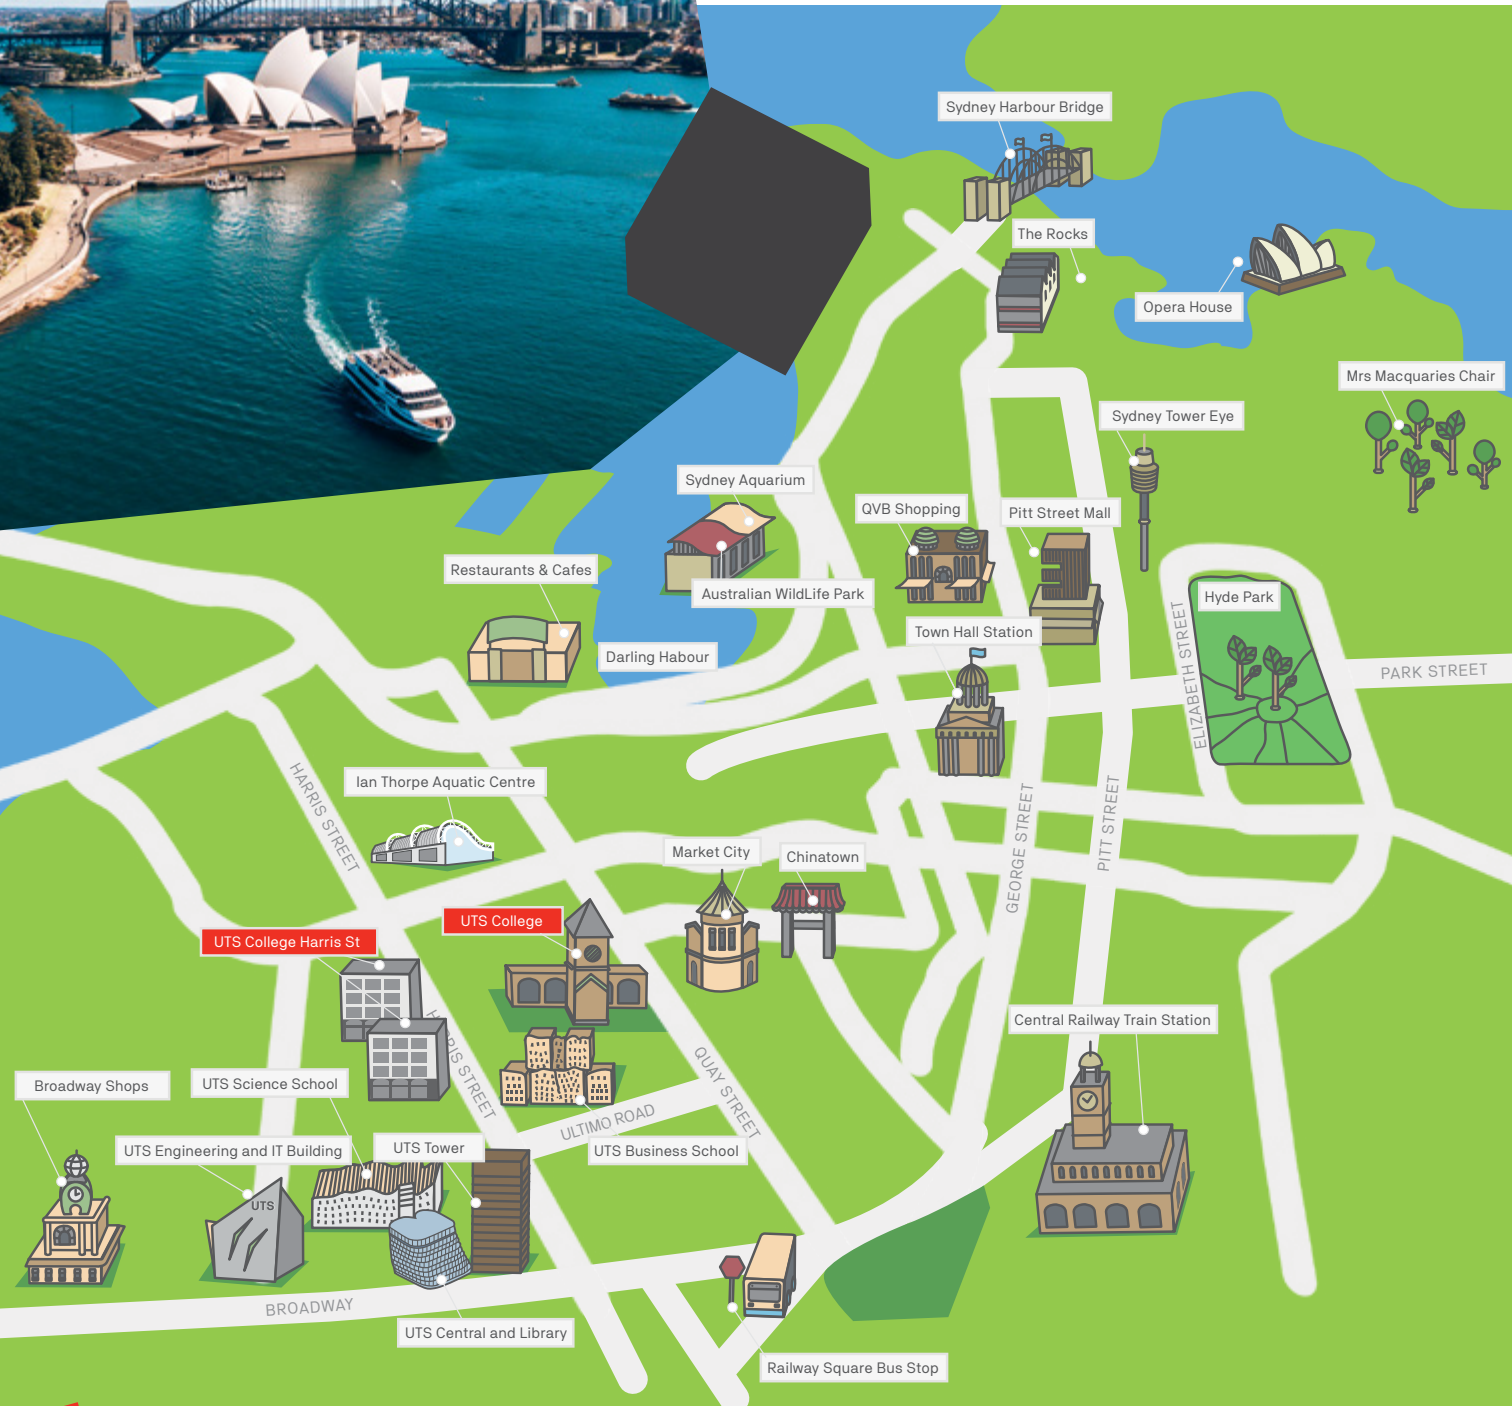 Sydney Harbour Bridge
The Rocks
Opera House
Mrs Macquaries Chair
Sydney Tower Eye
Sydney Aquarium
QVB Shopping
Pitt Street Mall
Restaurants & Cafes
Australian WildLife Park
Hyde Park
Town Hall Station
Darling Habour
ELIZABETH STREET
PARK STREET
HARRIS STREET
Ian Thorpe Aquatic Centre
GEORGE STREET
PITT STREET
Market City
Chinatown
UTS College
UTS College Harris St
Central Railway Train Station
HARRIS STREET
QUAY STREET
Broadway Shops
UTS Science School
ULTIMO ROAD
UTS Engineering and IT Building
UTS Tower
UTS Business School
UTS
BROADWAY
UTS Central and Library
Railway Square Bus Stop